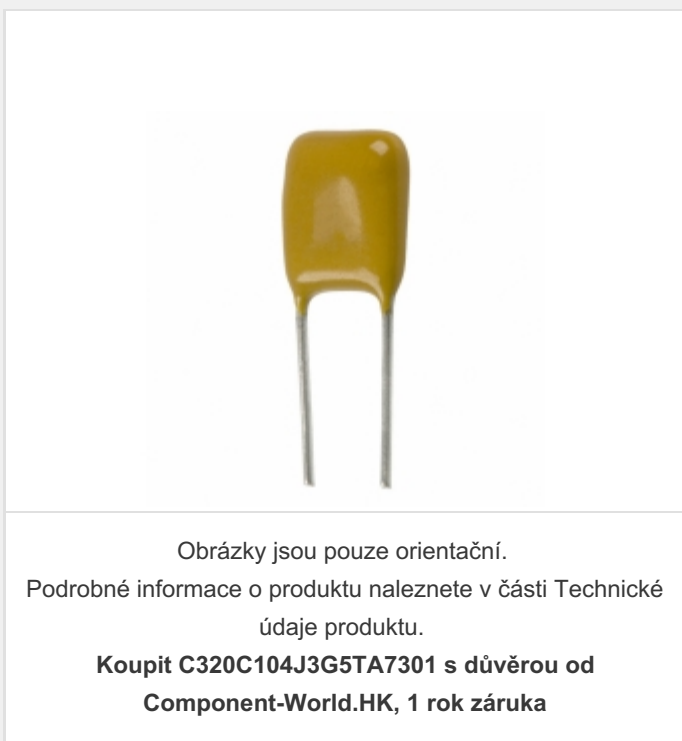 Obrázky jsou pouze orientační.
Podrobné informace o produktu naleznete v části Technické
údaje produktu.
Koupit C320C104J3G5TA7301 s důvěrou od
Component-World.HK, 1 rok záruka